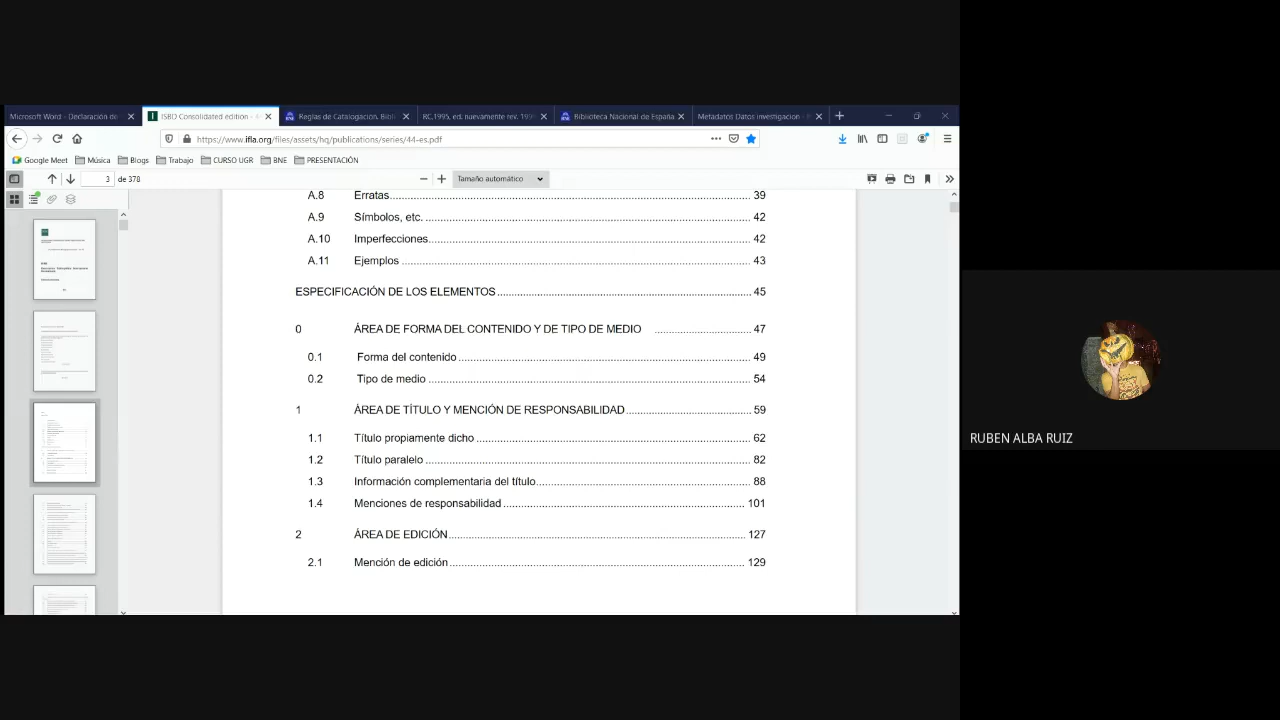 Microsoft Word - Declaración de
ISBD Consolidated edition - 4
Reglas de Catalogación. Bibl
RC,1995, ed. nuevamente rev. 199
Biblioteca Nacional de España
Metadatos Datos investigacion - 
https://www.ifla.org/files/assets/hq/publications/series/44-es.pdf
Google Meet Música Blogs Trabajo CURSO UGR BNE PRESENTACIÓN
3 de 378 Tamaño automático
A.8 Erratas 39
A.9 Símbolos, etc. 42
A.10 Imperfecciones 42
A.11 Ejemplos 43
ESPECIFICACIÓN DE LOS ELEMENTOS 45
0 ÁREA DE FORMA DEL CONTENIDO Y DE TIPO DE MEDIO 47
Forma del contenido 49
0.2 Tipo de medio 54
1 ÁREA DE TÍTULO Y MENCIÓN DE RESPONSABILIDAD 59
Título propiamente dicho 62
1.2 Título paralelo 82
1.3 Información complementaria del título 88
1.4 Menciones de responsabilidad 101
2 ÁREA DE EDICIÓN 127
2.1 Mención de edición 129
RUBEN ALBA RUIZ